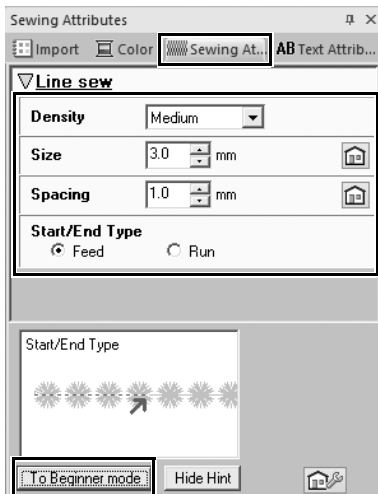 Sewing Attributes
Import Color Sewing At... AB Text Attrib...
Line sew
Density Medium
Size 3.0 mm
Spacing 1.0 mm
Start/End Type
Feed Run
Start/End Type
To Beginner mode Hide Hint